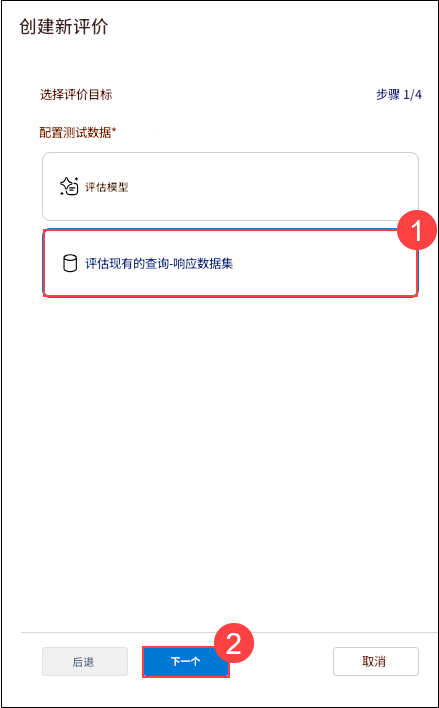 创建新评价
选择评价目标 步骤 1/4
配置测试数据*
评估模型
1
评估现有的查询-响应数据集
2
后退 下一个 取消